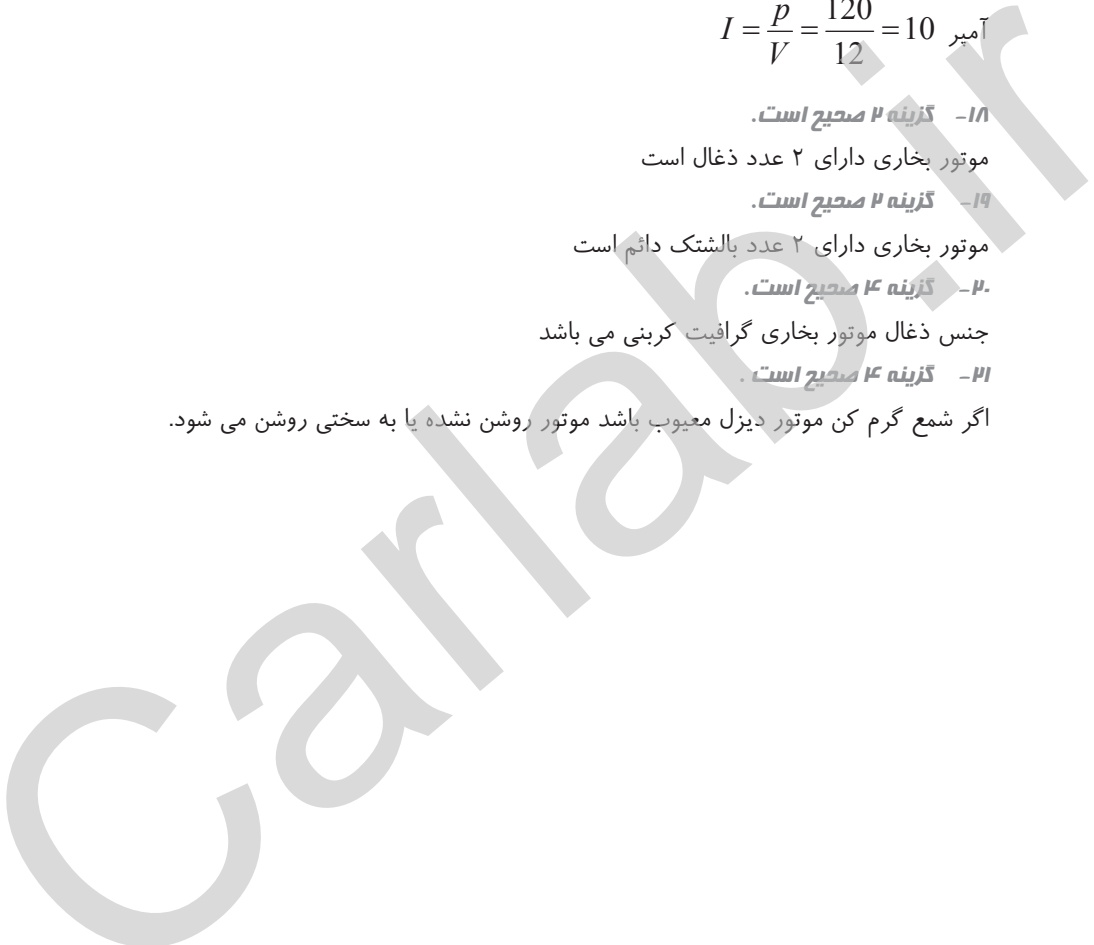 I = p/V = 120/12 = 10 آمپر
۱۸- گزینه ۲ صحیح است.
موتور بخاری دارای ۲ عدد ذغال است
۱۹- گزینه ۲ صحیح است.
موتور بخاری دارای ۲ عدد بالشتک دائم است
۲۰- گزینه ۴ صحیح است.
جنس ذغال موتور بخاری گرافیت کربنی می باشد
۲۱- گزینه ۴ صحیح است .
اگر شمع گرم کن موتور دیزل معیوب باشد موتور روشن نشده یا به سختی روشن می شود.
Carlab.ir